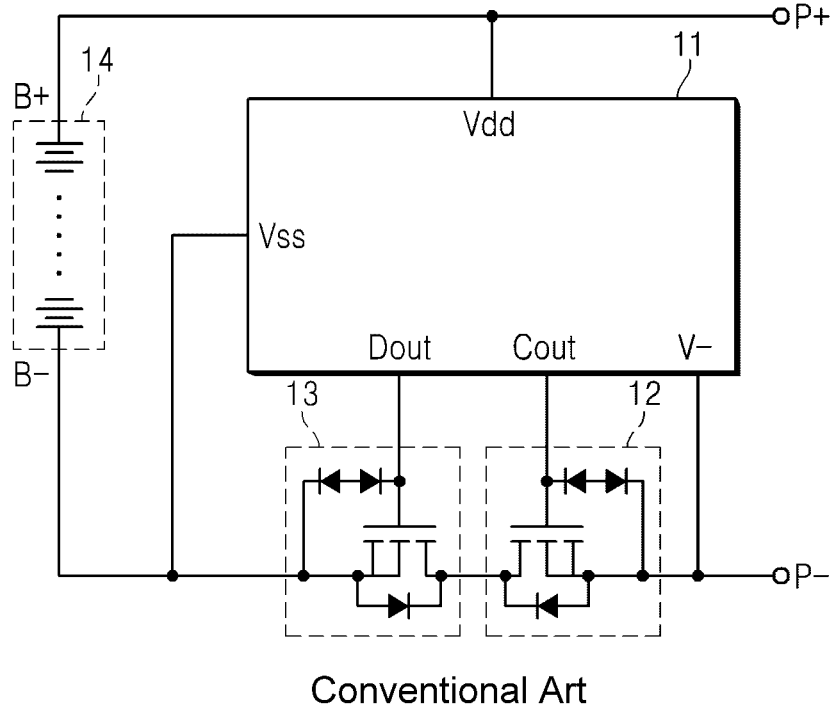 P+
14
11
B+
Vdd
Vss
Dout
Cout
V-
B-
13
12
P-
Conventional Art